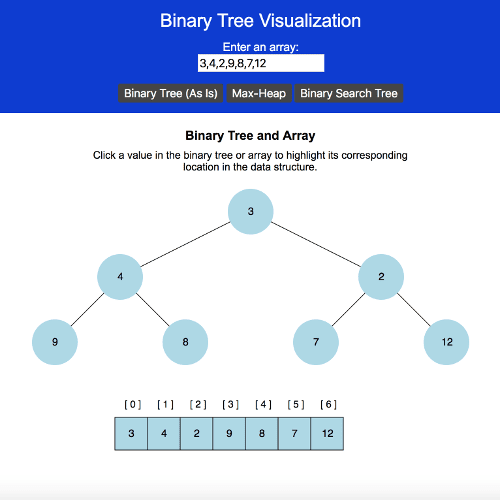 Binary Tree Visualization
Enter an array:
3,4,2,9,8,7,12
Binary Tree (As Is) Max-Heap Binary Search Tree
Binary Tree and Array
Click a value in the binary tree or array to highlight its corresponding
location in the data structure.
3
4 2
9 8 7 12
[ 0 ] [ 1 ] [ 2 ] [ 3 ] [ 4 ] [ 5 ] [ 6 ]
3 4 2 9 8 7 12